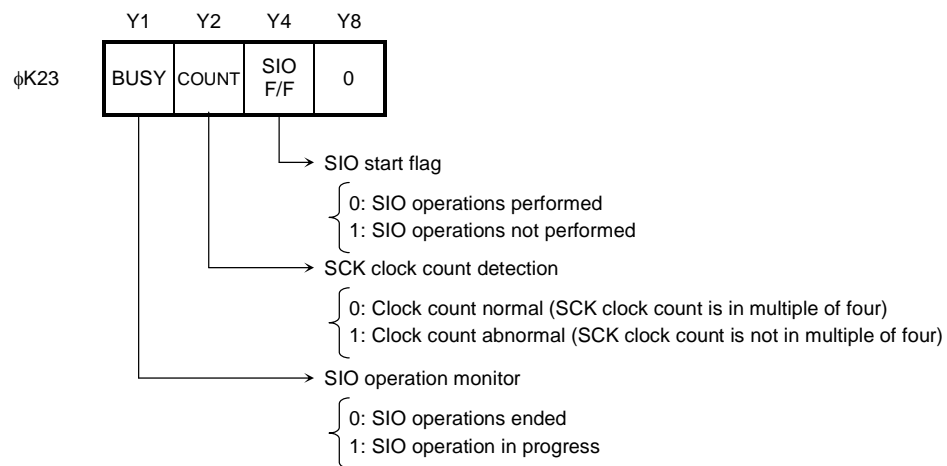 Y1 Y2 Y4 Y8
ϕK23 BUSY COUNT SIO F/F 0
SIO start flag
0: SIO operations performed
1: SIO operations not performed
SCK clock count detection
0: Clock count normal (SCK clock count is in multiple of four)
1: Clock count abnormal (SCK clock count is not in multiple of four)
SIO operation monitor
0: SIO operations ended
1: SIO operation in progress